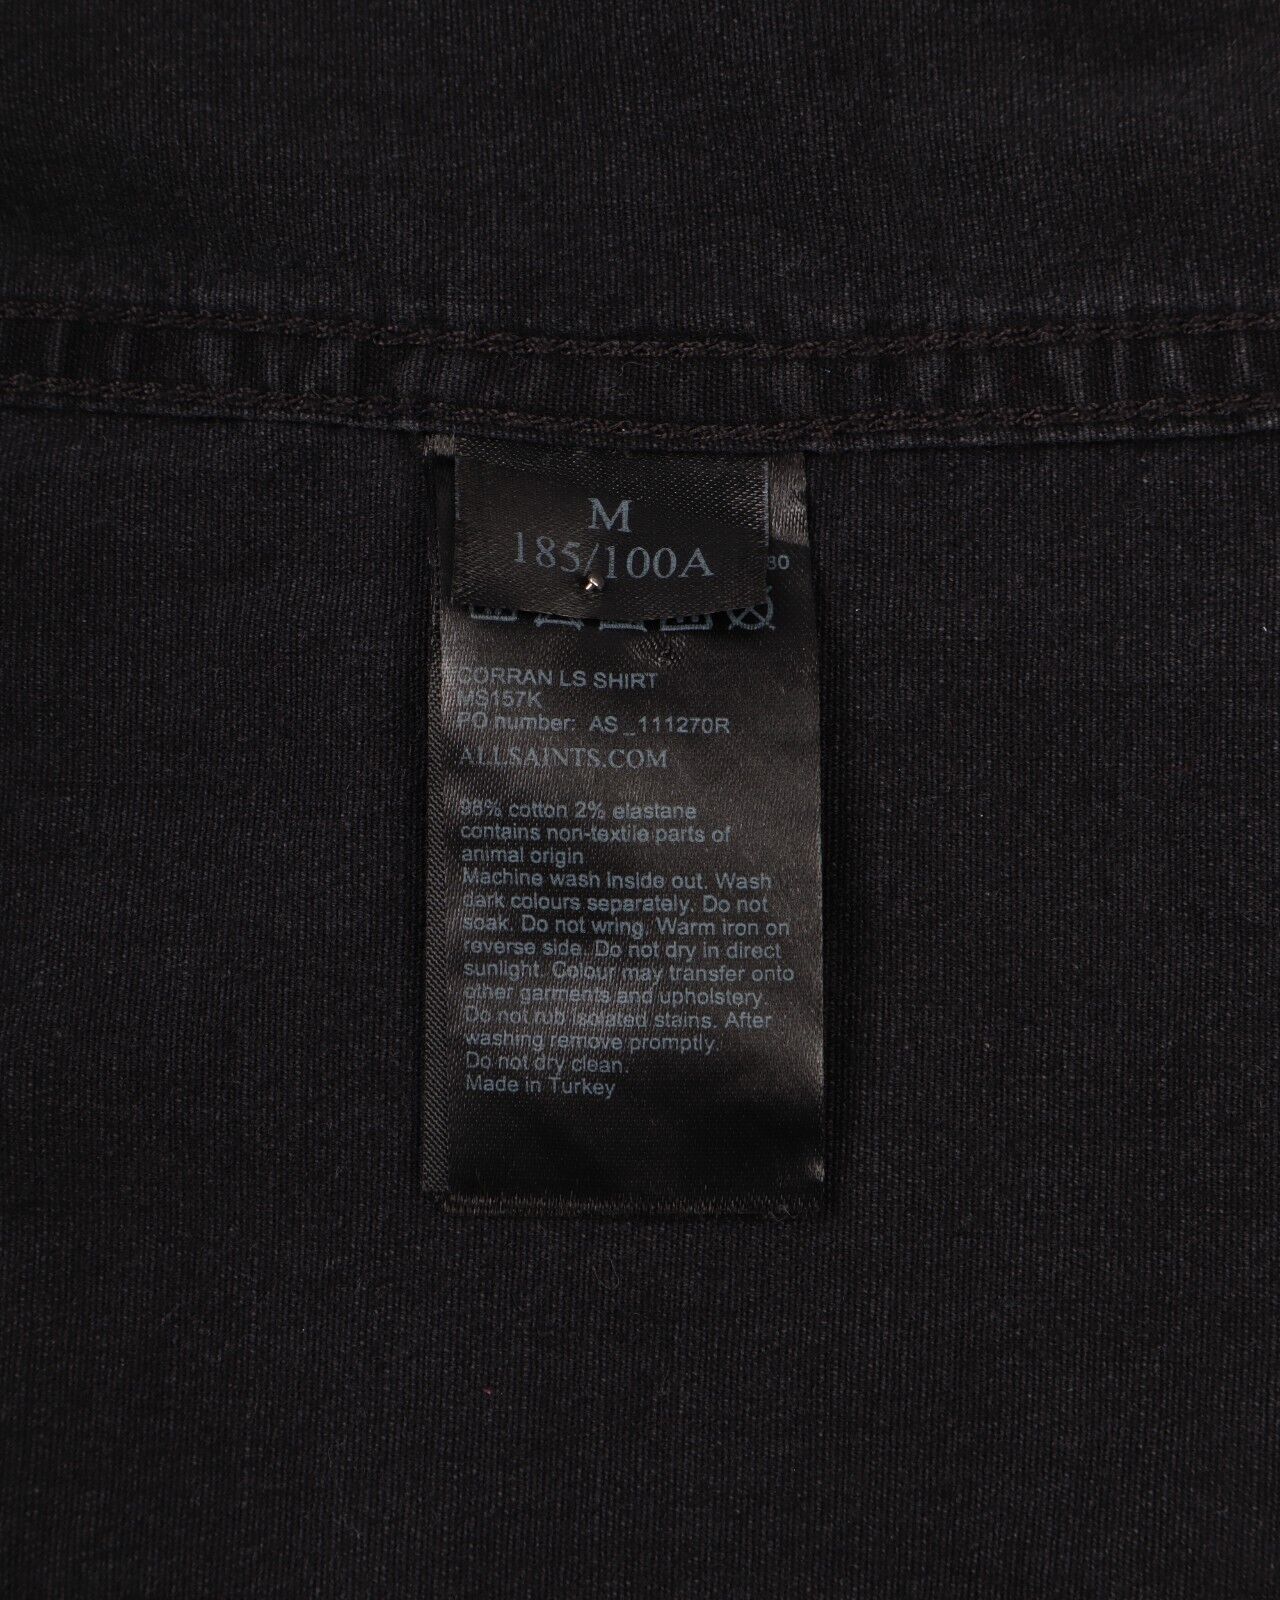 M
185/100A
80
CORRAN LS SHIRT
MS157K
PO number: AS_111270R
ALLSAINTS.COM
98% cotton 2% elastane
contains non-textile parts of
animal origin
Machine wash inside out. Wash
dark colours separately. Do not
soak. Do not wring. Warm iron on
reverse side. Do not dry in direct
sunlight. Colour may transfer onto
other garments and upholstery.
Do not rub isolated stains. After
washing remove promptly.
Do not dry clean.
Made in Turkey